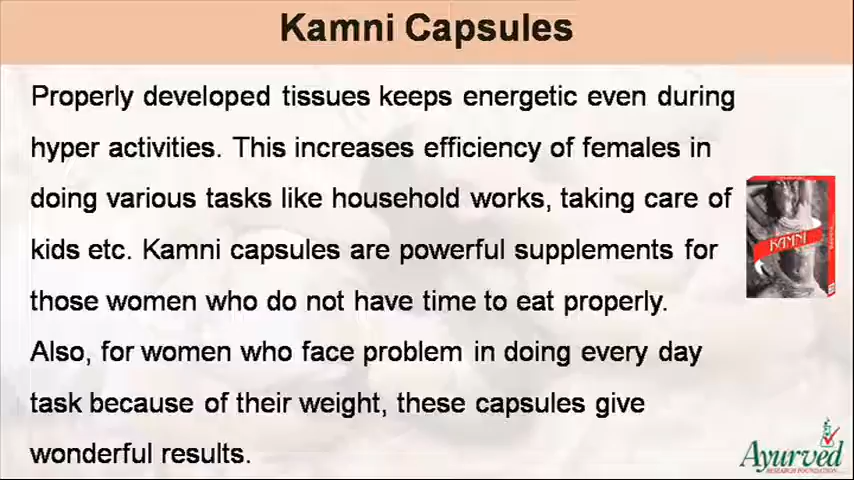 Kamni Capsules
Properly developed tissues keeps energetic even during
hyper activities. This increases efficiency of females in
doing various tasks like household works, taking care of
kids etc. Kamni capsules are powerful supplements for
those women who do not have time to eat properly.
Also, for women who face problem in doing every day
task because of their weight, these capsules give
wonderful results.
KAMNI
Ayurved
RESEARCH FOUNDATION